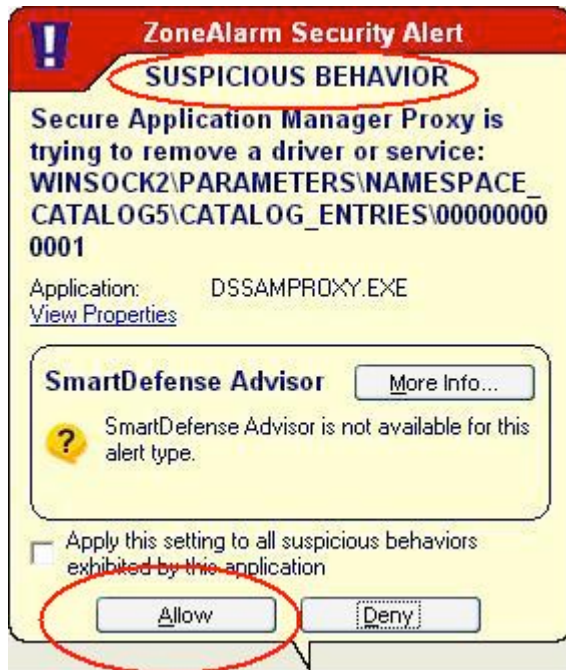 !
ZoneAlarm Security Alert
SUSPICIOUS BEHAVIOR
Secure Application Manager Proxy is
trying to remove a driver or service:
WINSOCK2\PARAMETERS\NAMESPACE_
CATALOG5\CATALOG_ENTRIES\00000000
0001
Application: DSSAMPROXY.EXE
View Properties
SmartDefense Advisor More Info...
? SmartDefense Advisor is not available for this
alert type.
Apply this setting to all suspicious behaviors
exhibited by this application
Allow Deny